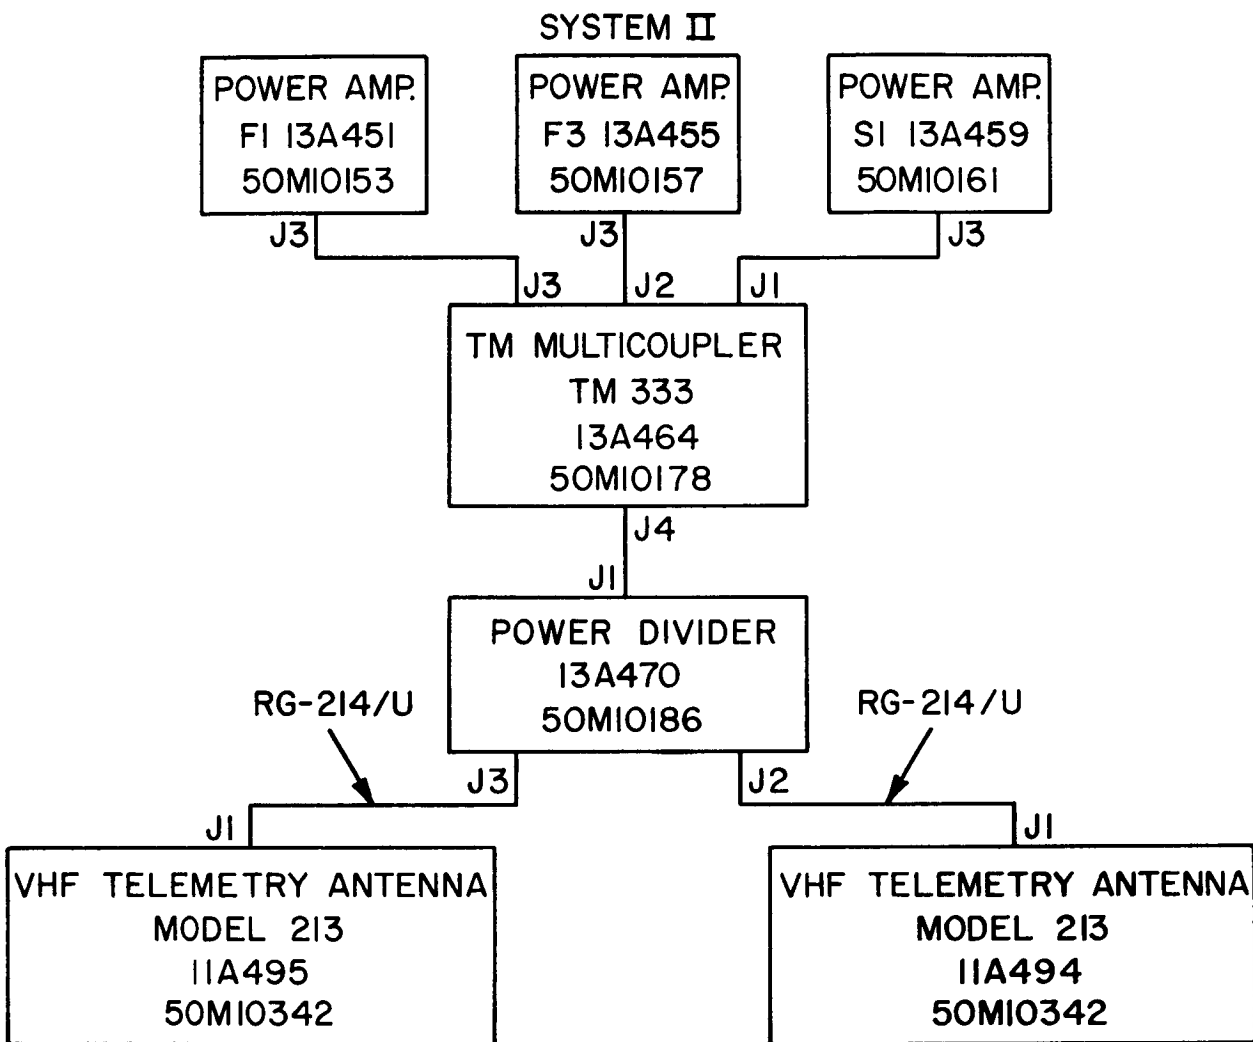 SYSTEM II
POWER AMP.
F1 13A451
50M10153
POWER AMP.
F3 13A455
50M10157
POWER AMP.
S1 13A459
50M10161
J3
J3
J3
J3
J2
J1
TM MULTICOUPLER
TM 333
13A464
50M10178
J4
J1
POWER DIVIDER
13A470
50M10186
RG-214/U
RG-214/U
J3
J2
J1
J1
VHF TELEMETRY ANTENNA
MODEL 213
11A495
50M10342
VHF TELEMETRY ANTENNA
MODEL 213
11A494
50M10342